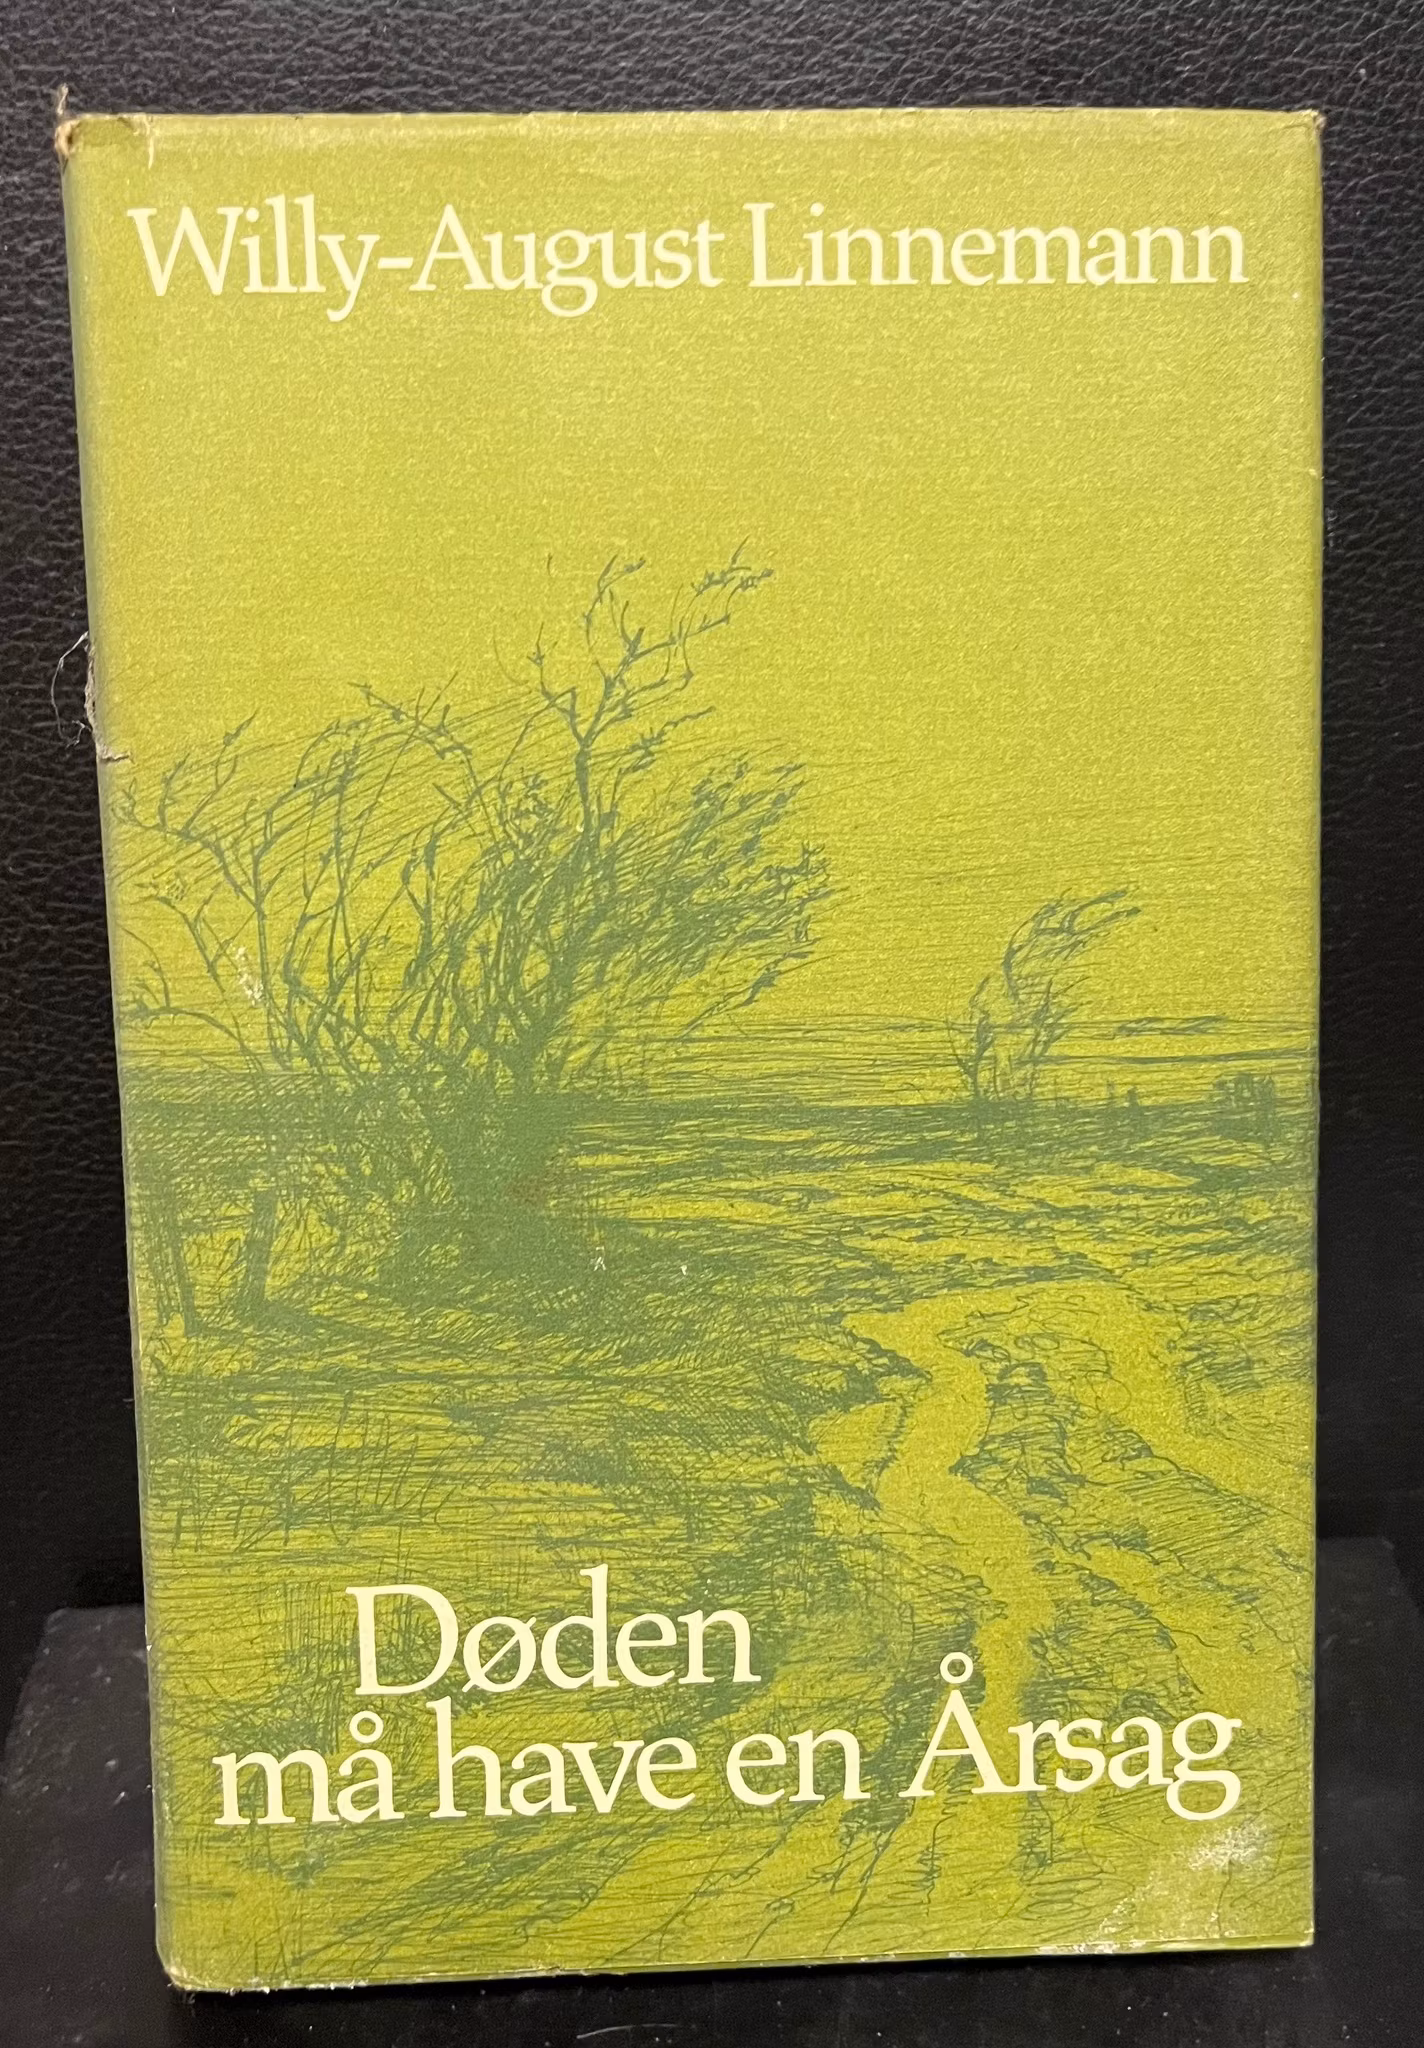 Willy-August Linnemann
Døden
må have en Årsag